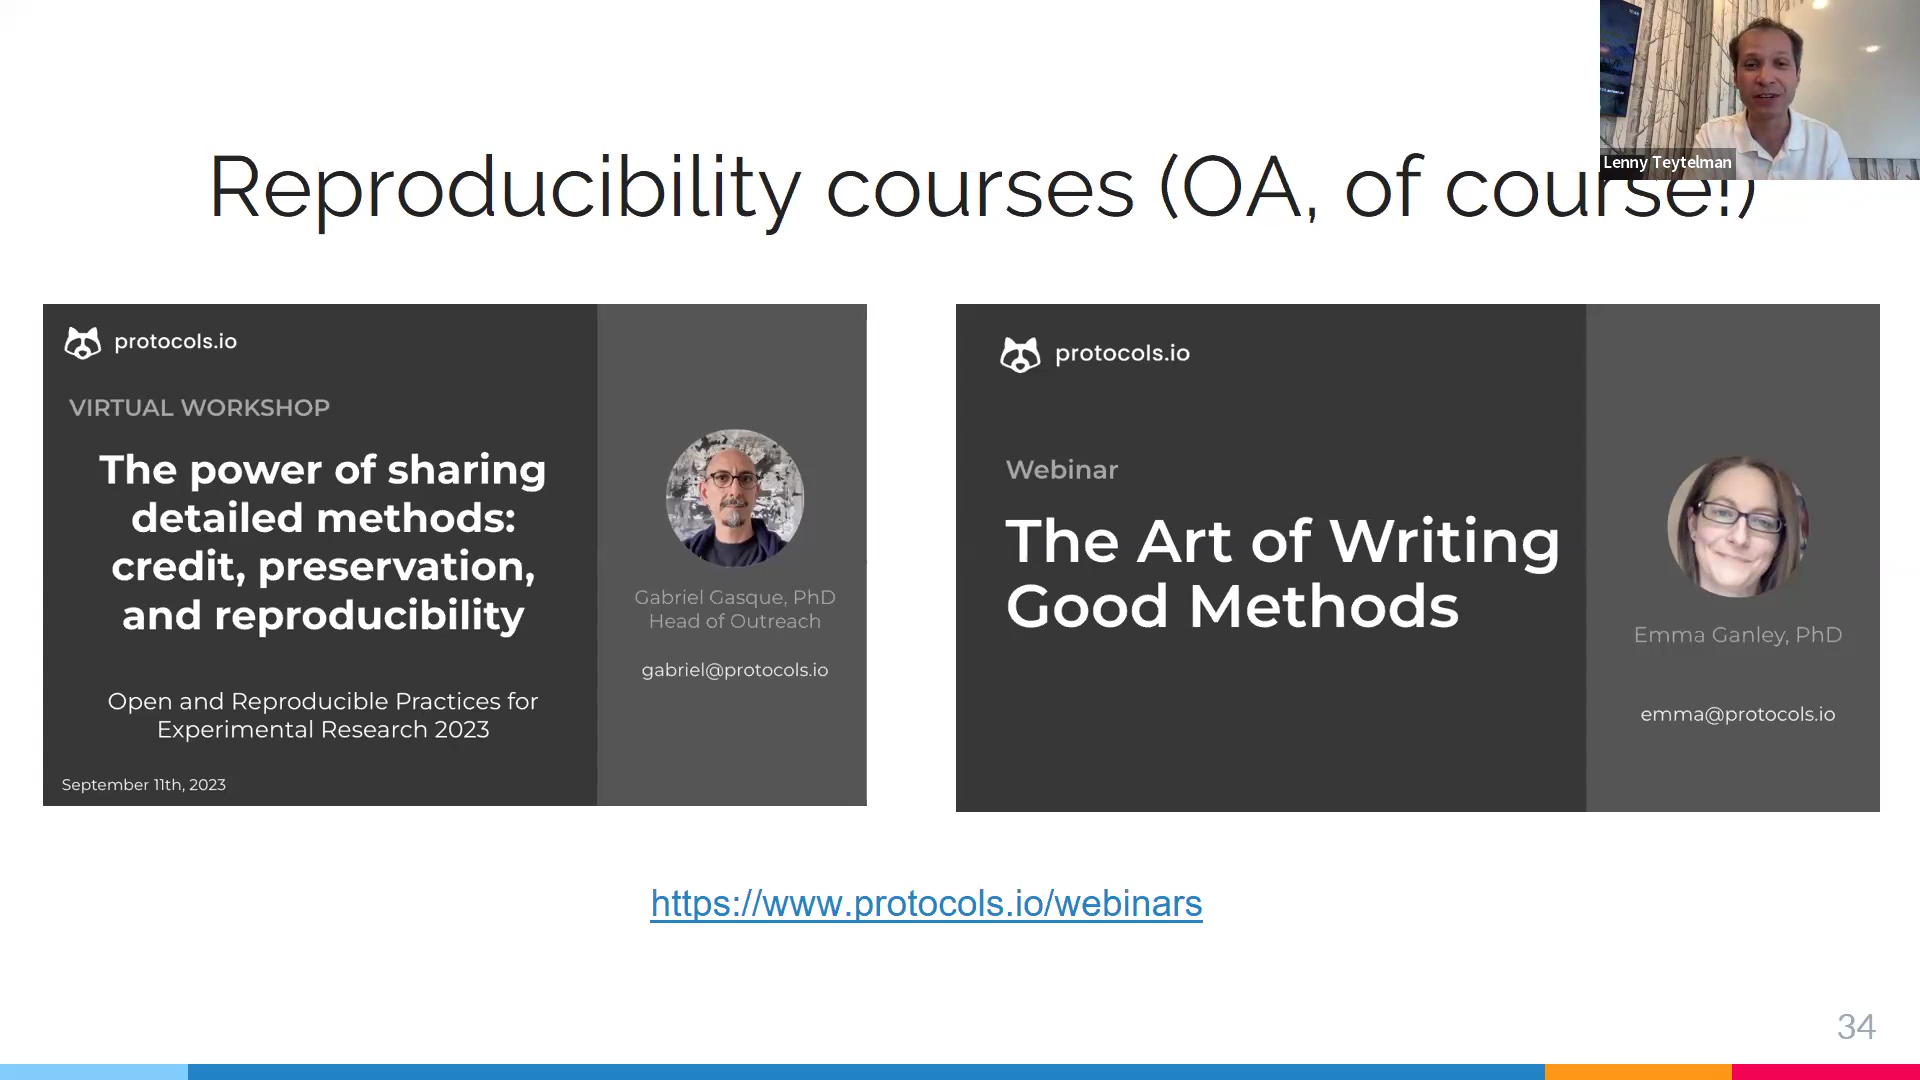 Lenny Teytelman
Reproducibility courses (OA, of course!)
protocols.io
VIRTUAL WORKSHOP
The power of sharing
detailed methods:
credit, preservation,
and reproducibility
Open and Reproducible Practices for
Experimental Research 2023
September 11th, 2023
Gabriel Gasque, PhD
Head of Outreach
gabriel@protocols.io
protocols.io
Webinar
The Art of Writing
Good Methods
Emma Ganley, PhD
emma@protocols.io
https://www.protocols.io/webinars
34